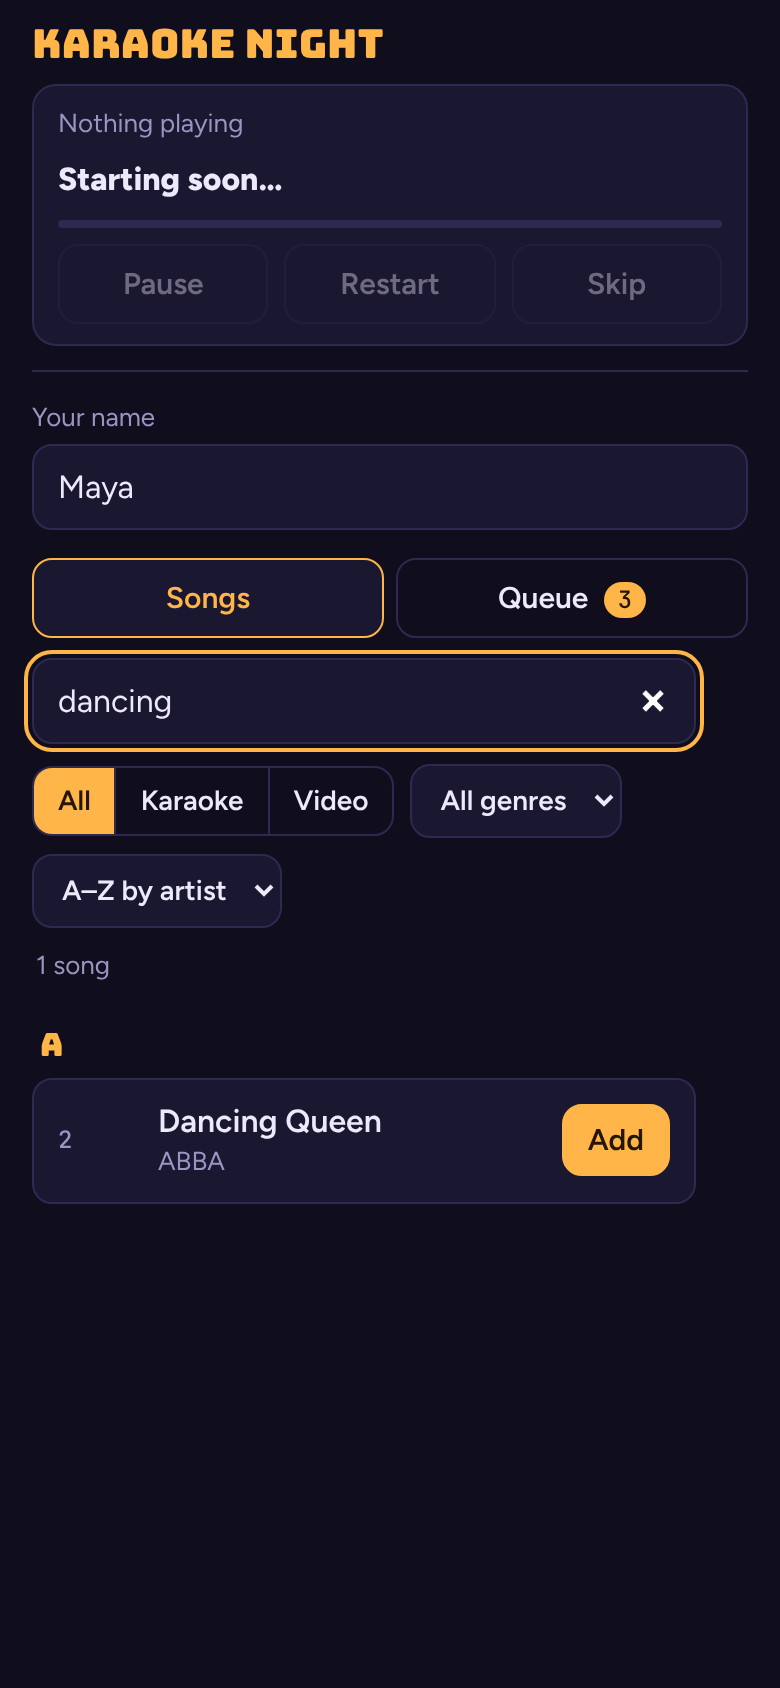 KARAOKE NIGHT
Nothing playing
Starting soon...
Pause Restart Skip
Your name
Maya
Songs Queue 3
dancing
All Karaoke Video All genres
A–Z by artist
1 song
A
2 Dancing Queen Add
ABBA